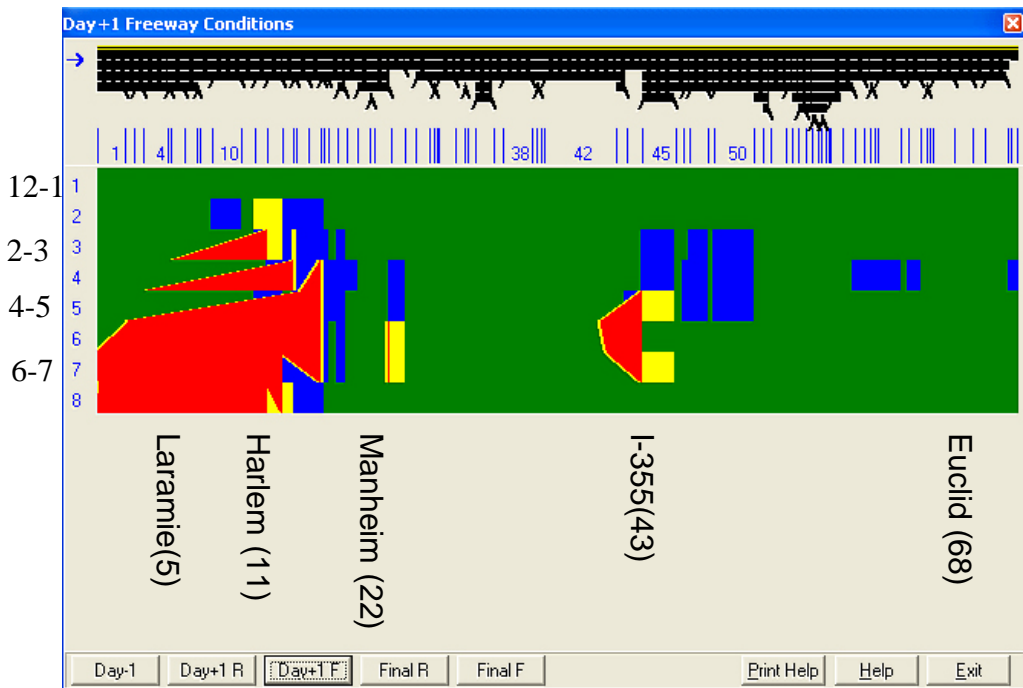 Day+1 Freeway Conditions
1 4 10 38 42 45 50
12-1 1
2
2-3 3
4
4-5 5
6
6-7 7
8
Laramie(5)
Harlem (11)
Manheim (22)
I-355(43)
Euclid (68)
Day-1 Day+1 R Day+1 F Final R Final F Print Help Help Exit